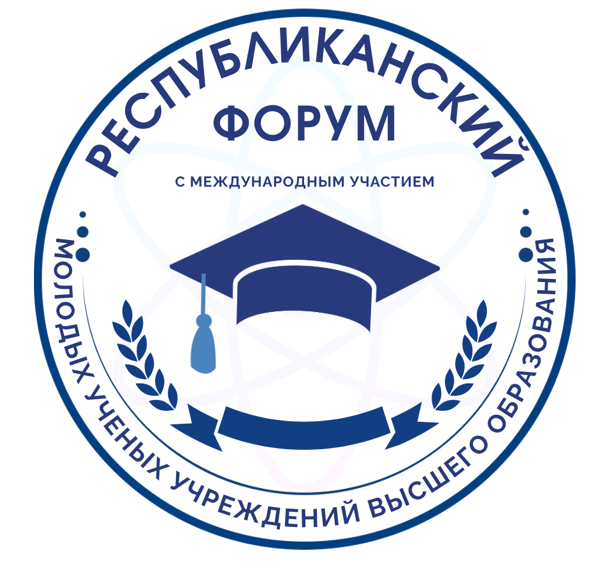 РЕСПУБЛИКАНСКИЙ
ФОРУМ
С МЕЖДУНАРОДНЫМ УЧАСТИЕМ
МОЛОДЫХ УЧЕНЫХ УЧРЕЖДЕНИЙ ВЫСШЕГО ОБРАЗОВАНИЯ